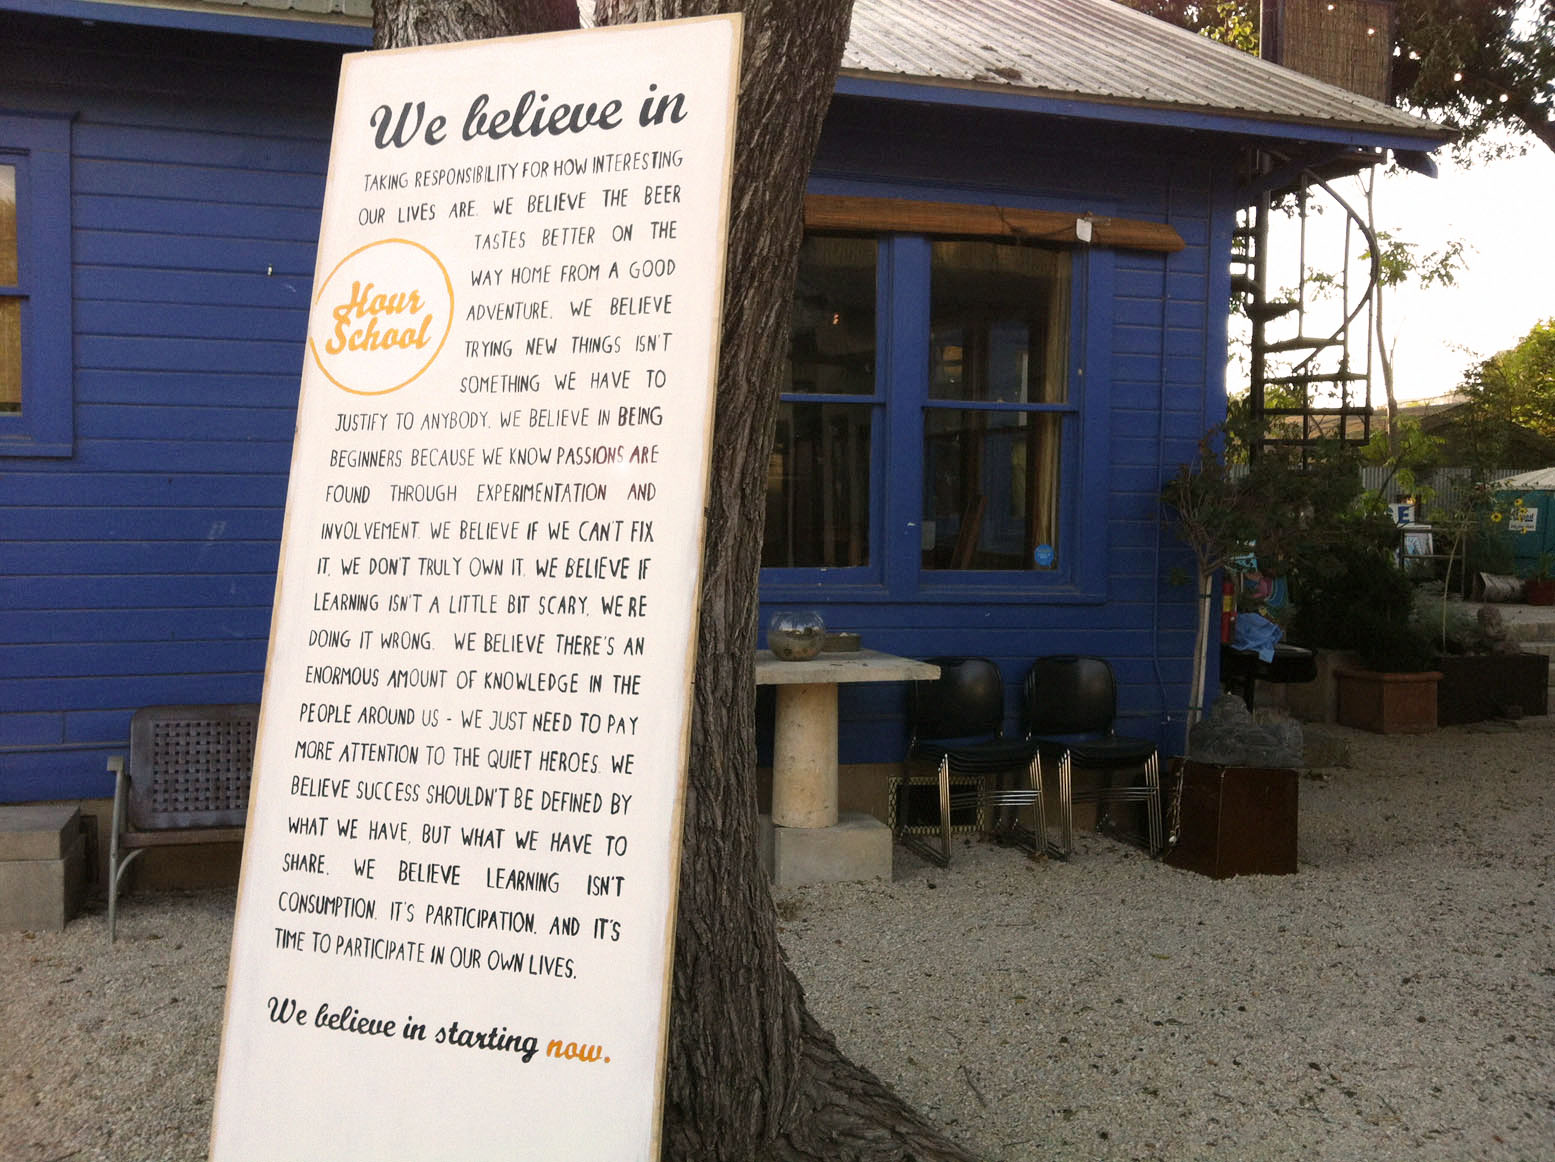 We believe in
TAKING RESPONSIBILITY FOR HOW INTERESTING
OUR LIVES ARE. WE BELIEVE THE BEER
TASTES BETTER ON THE
WAY HOME FROM A GOOD
ADVENTURE. WE BELIEVE
TRYING NEW THINGS ISN'T
SOMETHING WE HAVE TO
Hour
School
JUSTIFY TO ANYBODY. WE BELIEVE IN BEING
BEGINNERS BECAUSE WE KNOW PASSIONS ARE
FOUND THROUGH EXPERIMENTATION AND
INVOLVEMENT. WE BELIEVE IF WE CAN'T FIX
IT, WE DON'T TRULY OWN IT. WE BELIEVE IF
LEARNING ISN'T A LITTLE BIT SCARY, WE'RE
DOING IT WRONG. WE BELIEVE THERE'S AN
ENORMOUS AMOUNT OF KNOWLEDGE IN THE
PEOPLE AROUND US - WE JUST NEED TO PAY
MORE ATTENTION TO THE QUIET HEROES. WE
BELIEVE SUCCESS SHOULDN'T BE DEFINED BY
WHAT WE HAVE, BUT WHAT WE HAVE TO
SHARE. WE BELIEVE LEARNING ISN'T
CONSUMPTION. IT'S PARTICIPATION. AND IT'S
TIME TO PARTICIPATE IN OUR OWN LIVES.
We believe in starting now.